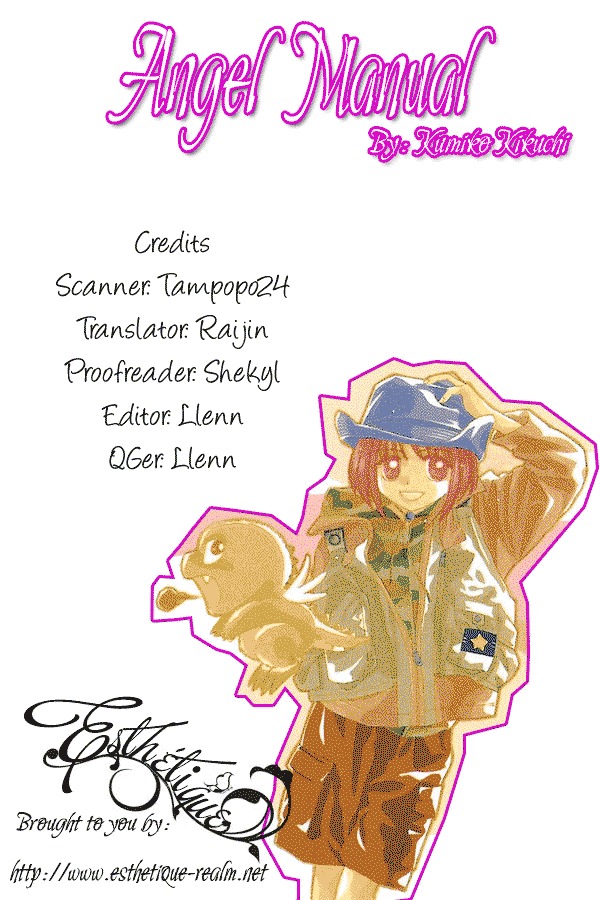 Angel Manual
By: Kumiko Kikuchi
Credits
Scanner: Tampopo24
Translator: Raijin
Proofreader: Shekyl
Editor: Llenn
QCer: Llenn
Esthétique
Brought to you by:
http://www.esthetique-realm.net